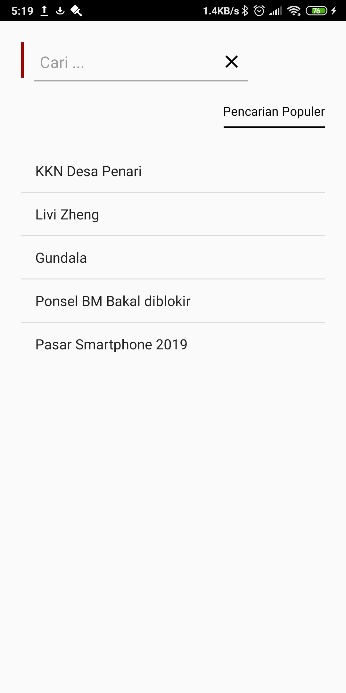 5:19
1.4KB/s
76
Cari ...
Pencarian Populer
KKN Desa Penari
Livi Zheng
Gundala
Ponsel BM Bakal diblokir
Pasar Smartphone 2019